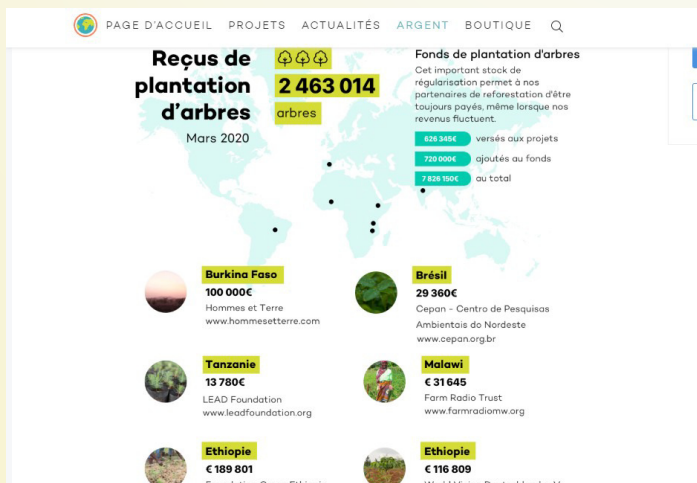 PAGE D'ACCUEIL PROJETS ACTUALITÉS ARGENT BOUTIQUE
Reçus de
plantation
d'arbres
Mars 2020
2 463 014
arbres
Fonds de plantation d'arbres
Cet important stock de
régularisation permet à nos
partenaires de reforestation d'être
toujours payés, même lorsque nos
revenus fluctuent.
626 345€ versés aux projets
720 000€ ajoutés au fonds
7 826 150€ au total
Burkina Faso
100 000€
Hommes et Terre
www.hommesetterre.com
Brésil
29 360€
Cepan - Centro de Pesquisas
Ambientais do Nordeste
www.cepan.org.br
Tanzanie
13 780€
LEAD Foundation
www.leadfoundation.org
Malawi
€ 31 645
Farm Radio Trust
www.farmradiomw.org
Ethiopie
€ 189 801
Ethiopie
€ 116 809